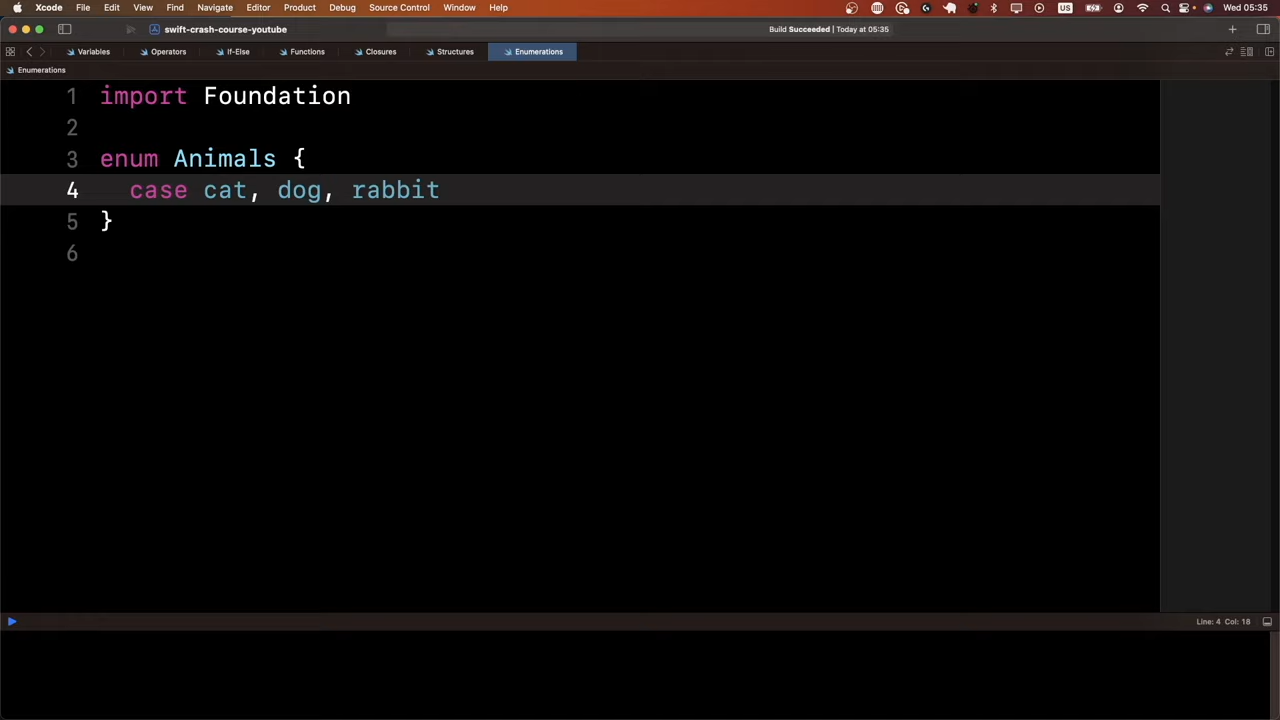 Xcode File Edit View Find Navigate Editor Product Debug Source Control Window Help US Wed 05:35
swift-crash-course-youtube Build Succeeded | Today at 05:35
Variables Operators If-Else Functions Closures Structures Enumerations
Enumerations
1 import Foundation
2
3 enum Animals {
4 case cat, dog, rabbit
5 }
6
Line: 4 Col: 18